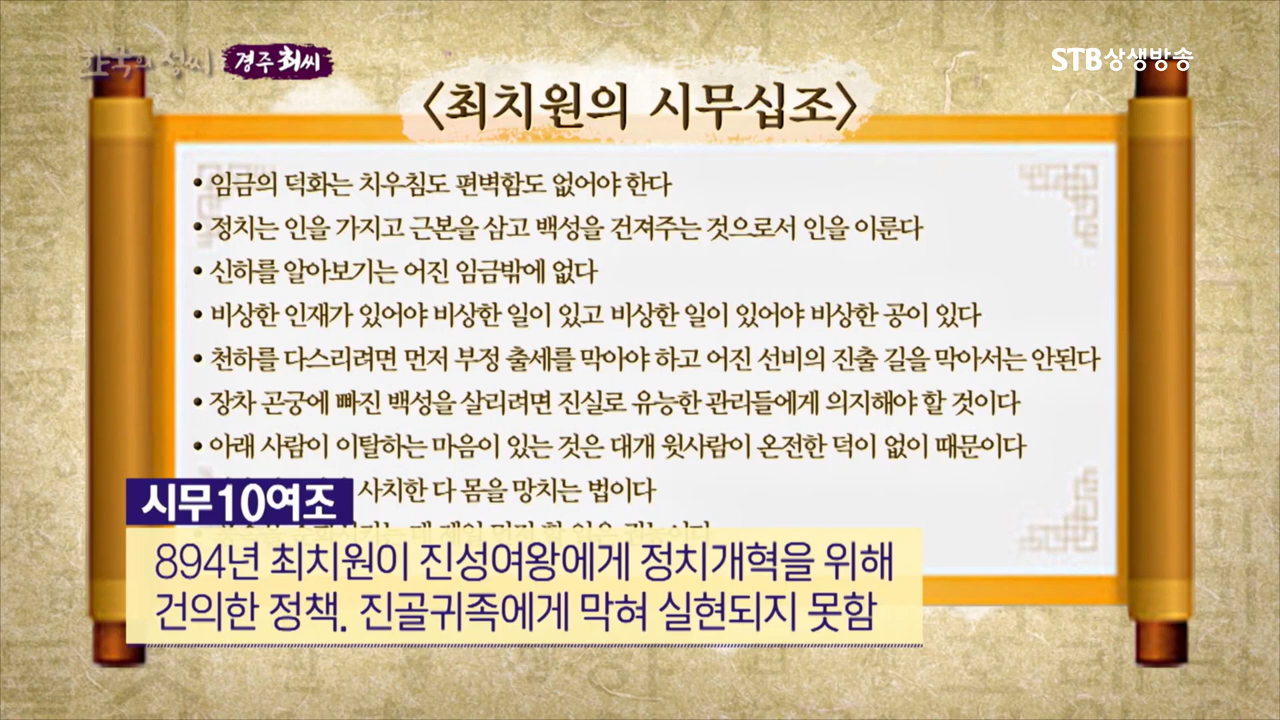 한국의 성씨 경주 최씨
STB상생방송
<최치원의 시무십조>
• 임금의 덕화는 치우침도 편벽함도 없어야 한다
• 정치는 인을 가지고 근본을 삼고 백성을 건져주는 것으로서 인을 이룬다
• 신하를 알아보기는 어진 임금밖에 없다
• 비상한 인재가 있어야 비상한 일이 있고 비상한 일이 있어야 비상한 공이 있다
• 천하를 다스리려면 먼저 부정 출세를 막아야 하고 어진 선비의 진출 길을 막아서는 안된다
• 장차 곤궁에 빠진 백성을 살리려면 진실로 유능한 관리들에게 의지해야 할 것이다
• 아래 사람이 이탈하는 마음이 있는 것은 대개 윗사람이 온전한 덕이 없이 때문이다
사치한 다 몸을 망치는 법이다
시무10여조
894년 최치원이 진성여왕에게 정치개혁을 위해
건의한 정책. 진골귀족에게 막혀 실현되지 못함